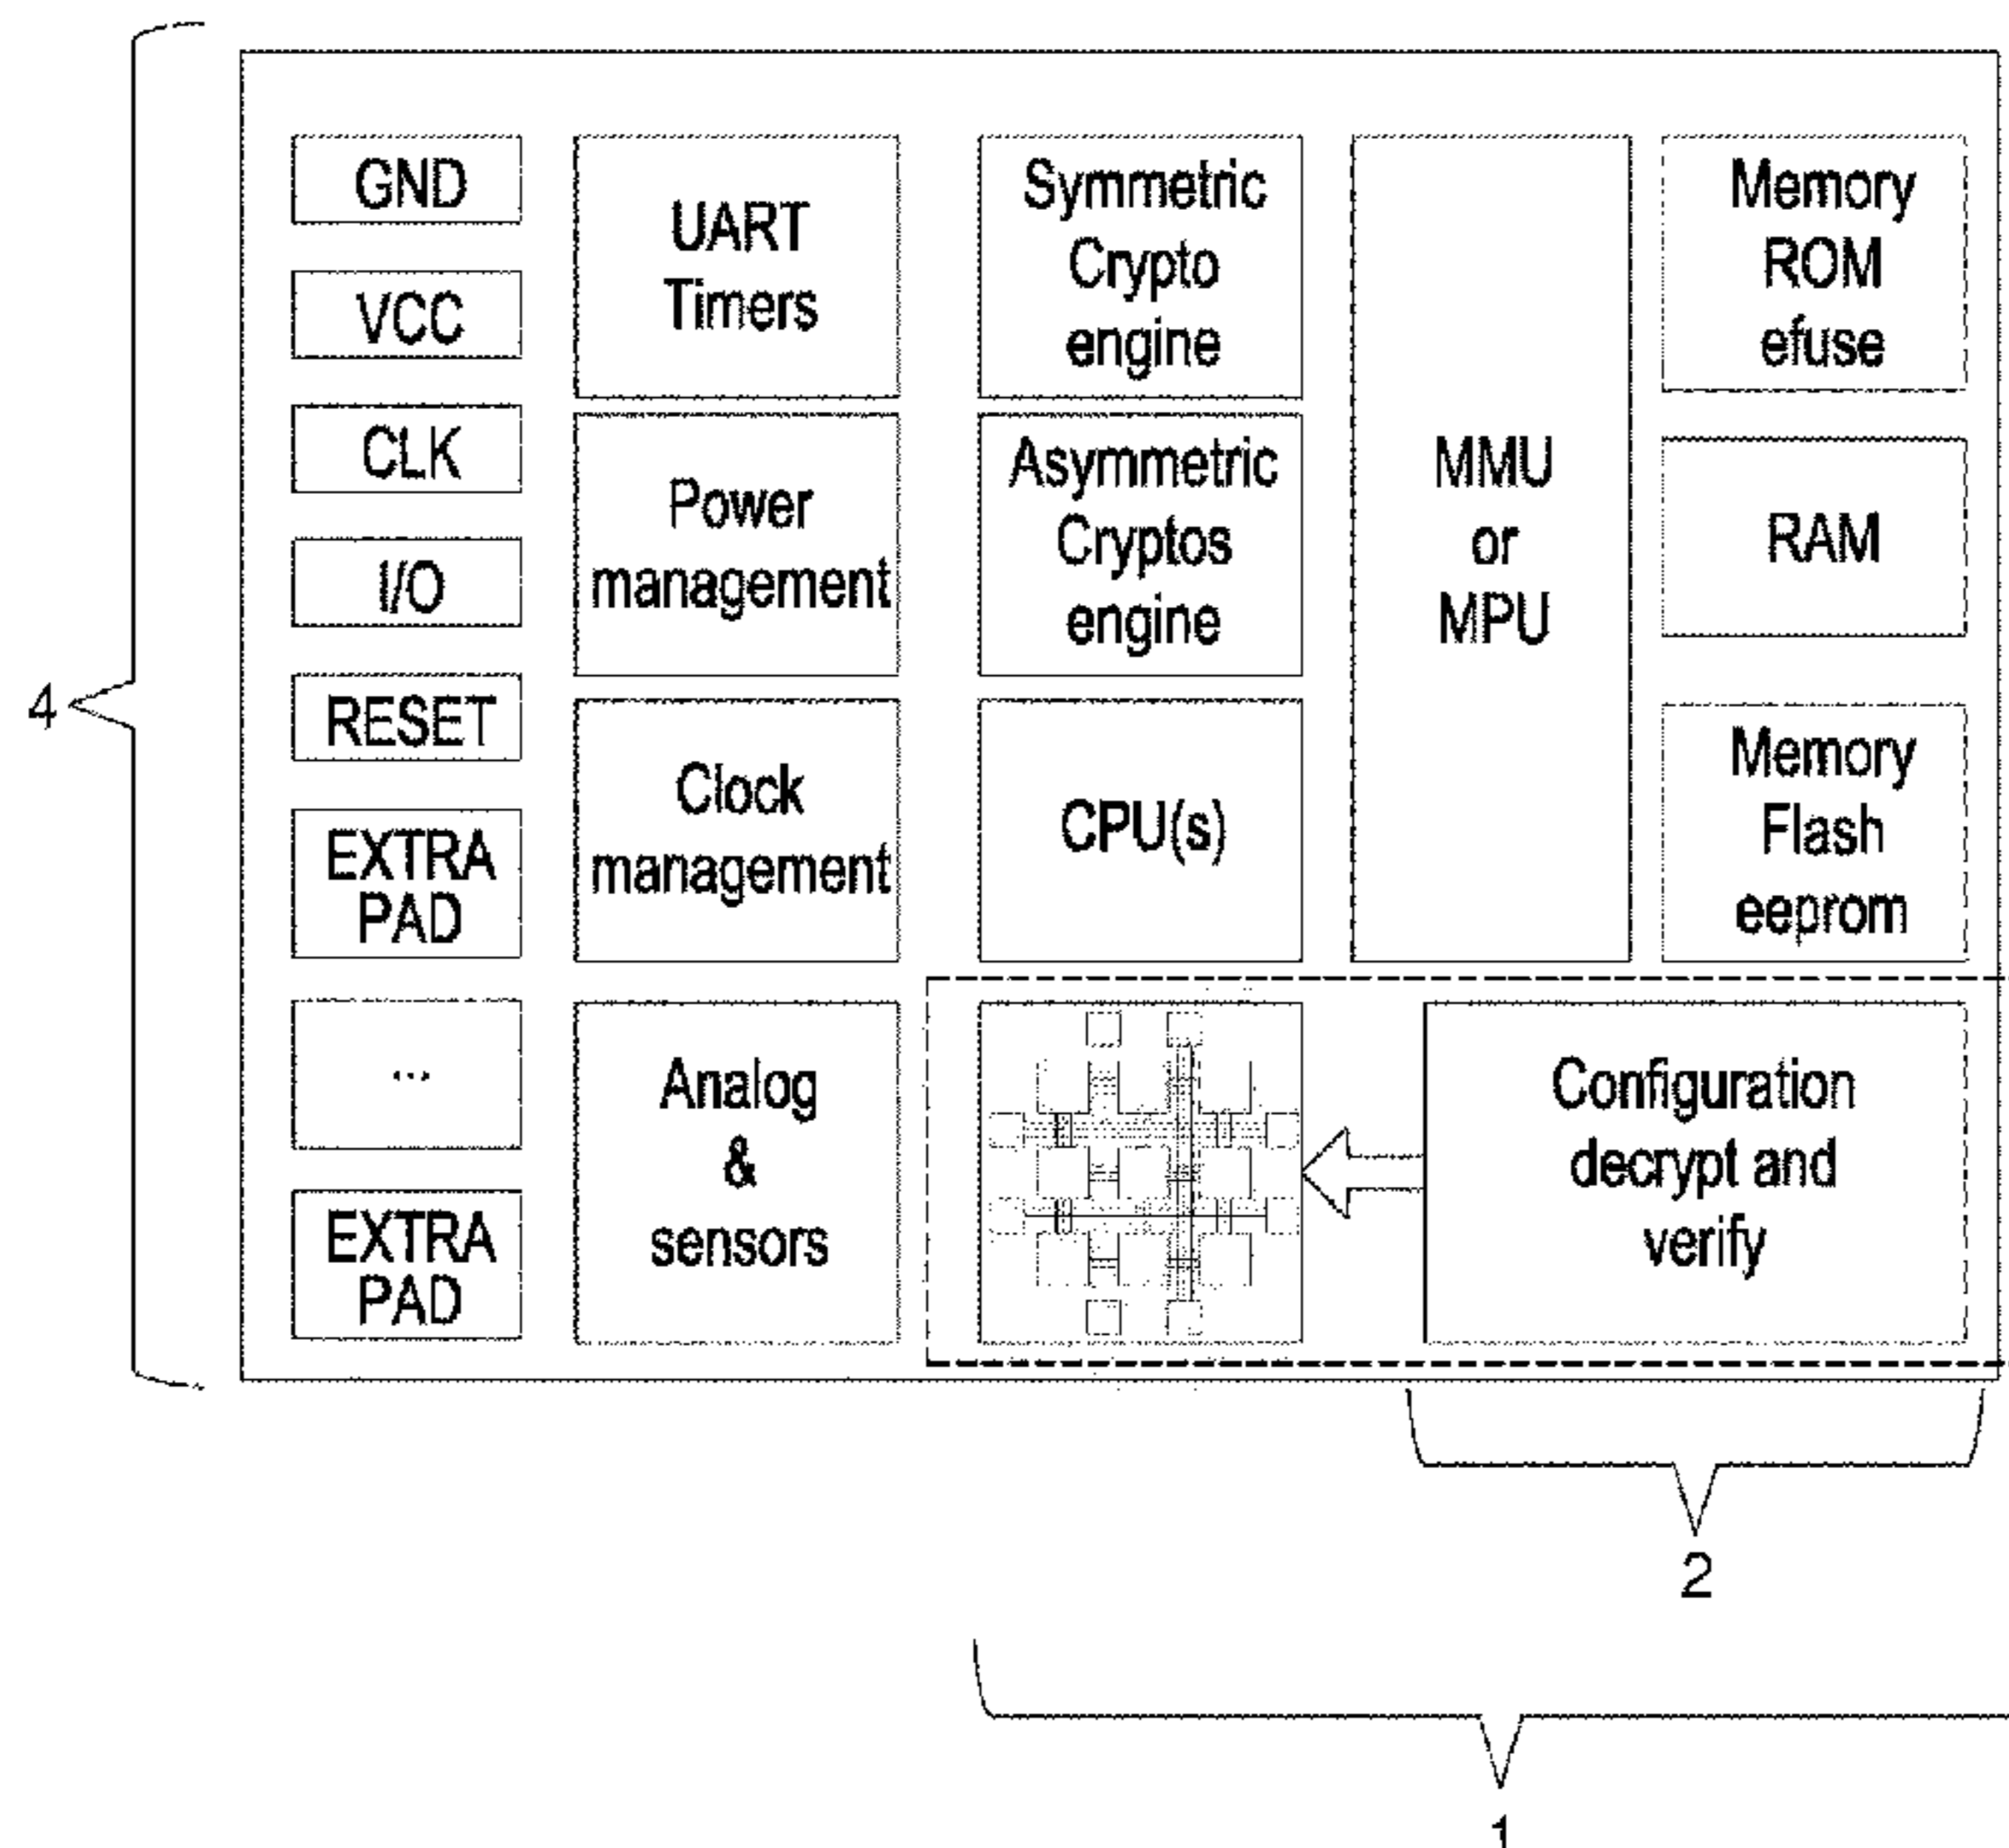 GND
VCC
CLK
I/O
RESET
EXTRA
PAD
...
EXTRA
PAD
UART
Timers
Power
management
Clock
management
Analog
&
sensors
Symmetric
Crypto
engine
Asymmetric
Cryptos
engine
CPU(s)
MMU
or
MPU
Memory
ROM
efuse
RAM
Memory
Flash
eeprom
Configuration
decrypt and
verify
4
2
1